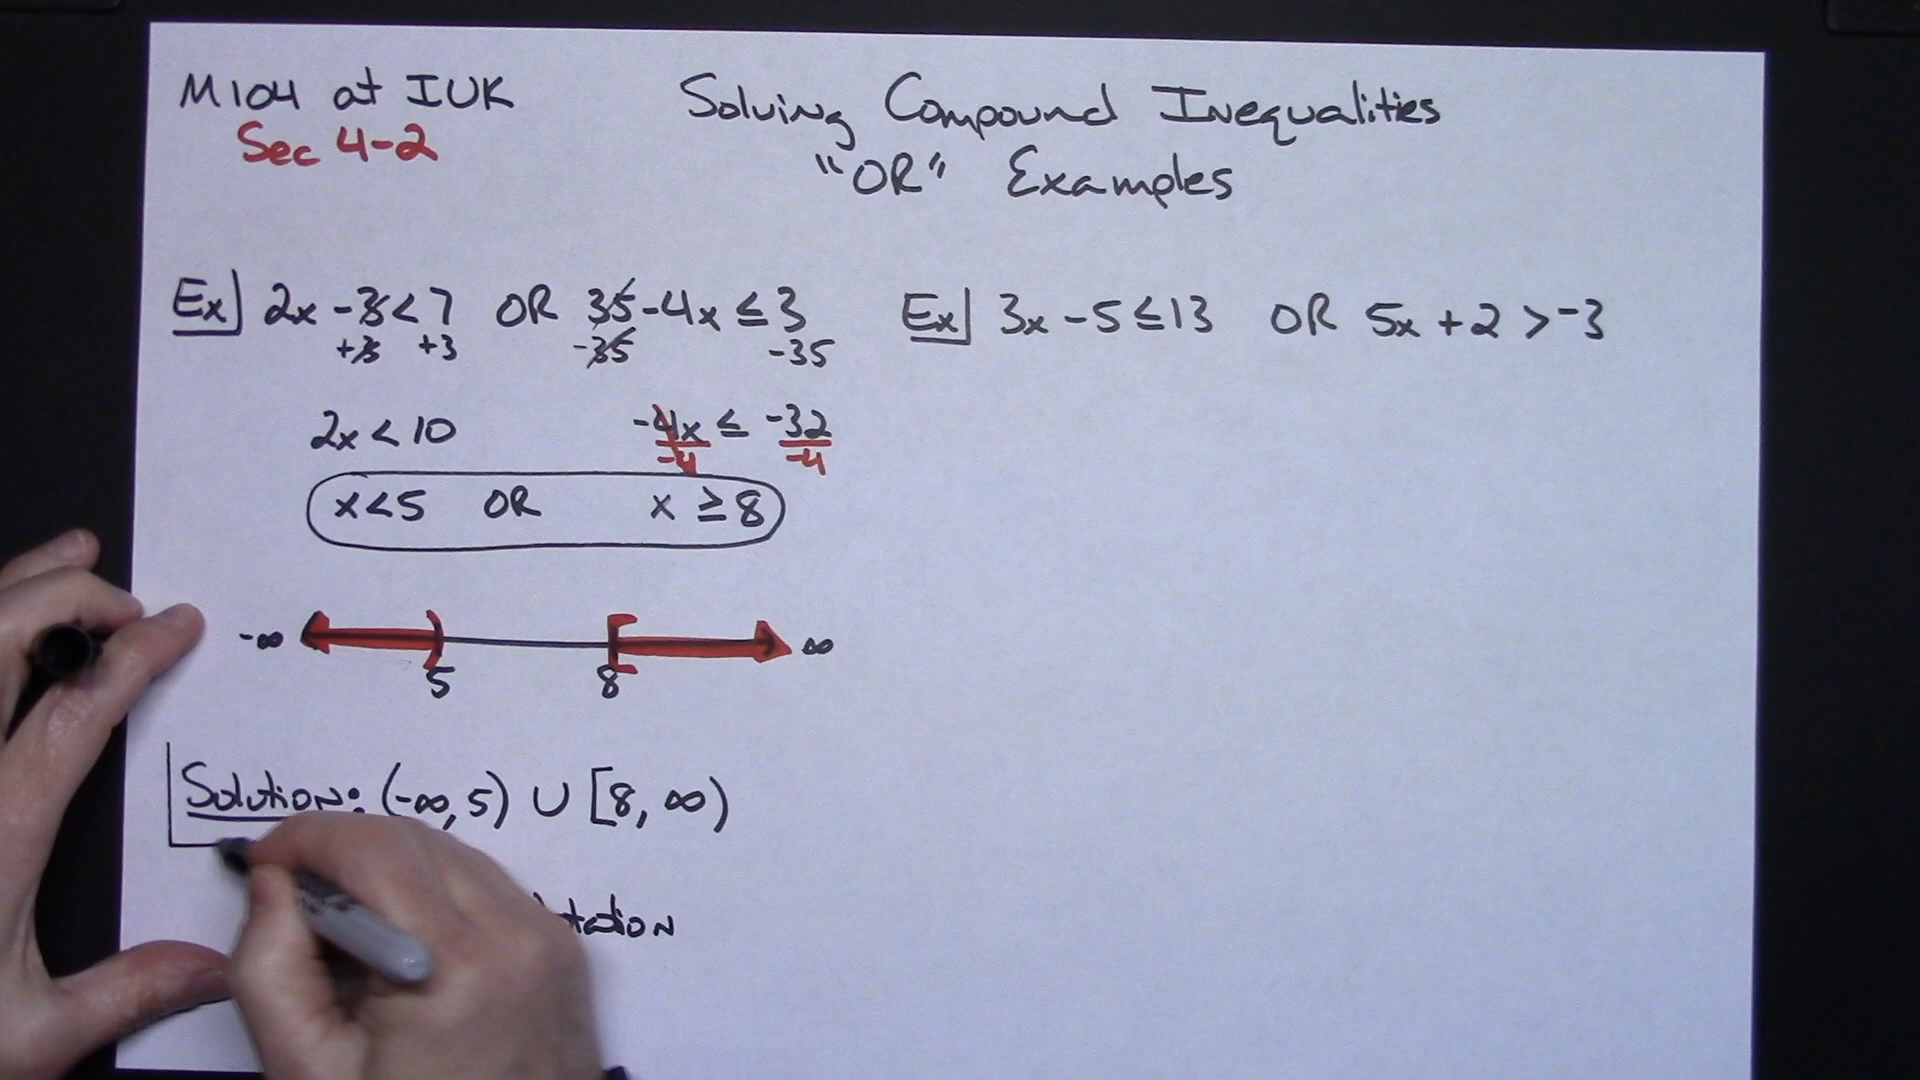 M104 at IUK
Sec 4-2
Solving Compound Inequalities
"OR" Examples
Ex] 2x - 3 < 7 OR 35 - 4x ≤ 3
+3 +3 -35 -35
2x < 10 -4x ≤ -32
-4 -4
x < 5 OR x ≥ 8
-∞ ∞
5 8
Solution: (-∞, 5) ∪ [8, ∞)
Ex] 3x - 5 ≤ 13 OR 5x + 2 > -3